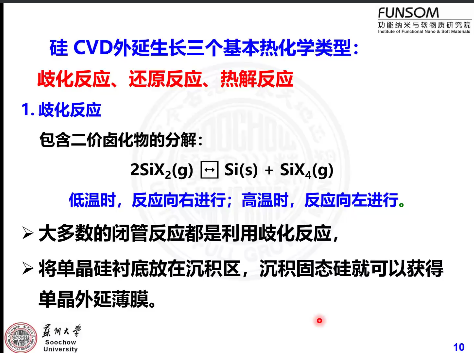 FUNSOM
功能纳米与软物质研究院
Institute of Functional Nano & Soft Materials
硅 CVD外延生长三个基本热化学类型：
歧化反应、还原反应、热解反应
1. 歧化反应
包含二价卤化物的分解：
2SiX₂(g) ↔ Si(s) + SiX₄(g)
低温时，反应向右进行；高温时，反应向左进行。
➢ 大多数的闭管反应都是利用歧化反应，
➢ 将单晶硅衬底放在沉积区，沉积固态硅就可以获得
单晶外延薄膜。
苏州大学
Soochow
University
10